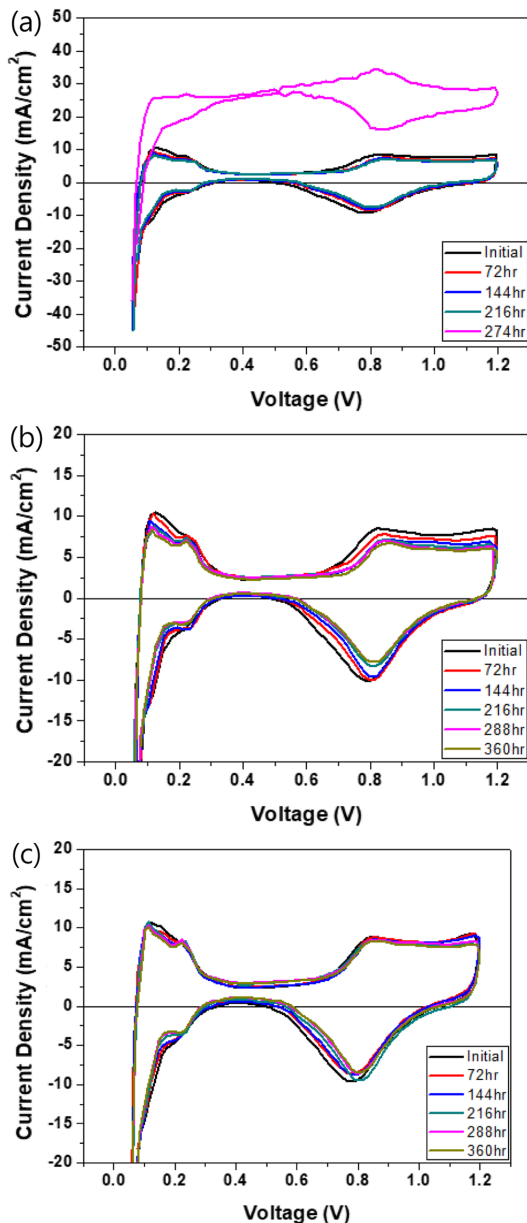 (a)
50
40
30
20
10
0
-10
-20
-30
-40
-50
Current Density (mA/cm²)
Initial
72hr
144hr
216hr
274hr
0.0 0.2 0.4 0.6 0.8 1.0 1.2
Voltage (V)
(b)
20
15
10
5
0
-5
-10
-15
-20
Current Density (mA/cm²)
Initial
72hr
144hr
216hr
288hr
360hr
0.0 0.2 0.4 0.6 0.8 1.0 1.2
Voltage (V)
(c)
20
15
10
5
0
-5
-10
-15
-20
Current Density (mA/cm²)
Initial
72hr
144hr
216hr
288hr
360hr
0.0 0.2 0.4 0.6 0.8 1.0 1.2
Voltage (V)